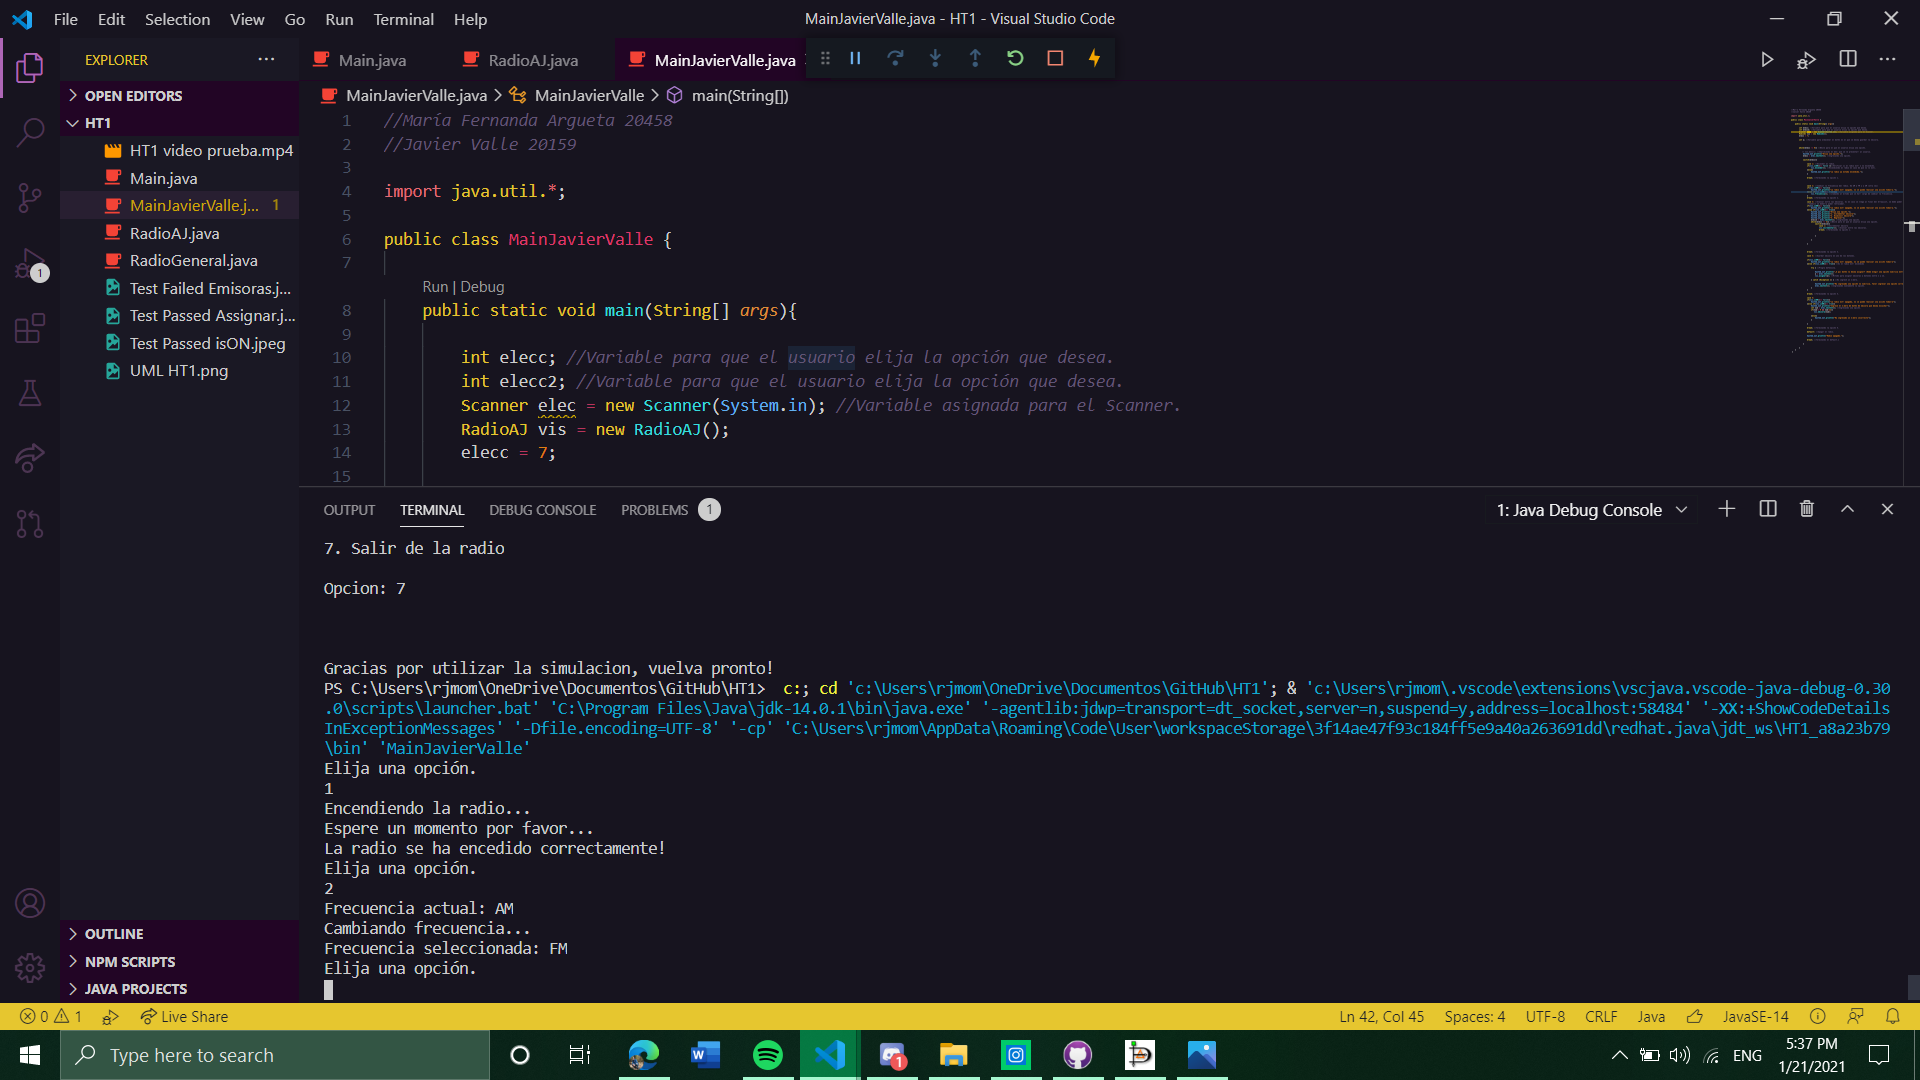 File Edit Selection View Go Run Terminal Help
MainJavierValle.java - HT1 - Visual Studio Code
EXPLORER
Main.java RadioAJ.java MainJavierValle.java
OPEN EDITORS
HT1
HT1 video prueba.mp4
Main.java
MainJavierValle.j... 1
RadioAJ.java
RadioGeneral.java
Test Failed Emisoras.j...
Test Passed Assignar.j...
Test Passed isON.jpeg
UML HT1.png
1
OUTLINE
NPM SCRIPTS
JAVA PROJECTS
MainJavierValle.java > MainJavierValle > main(String[])
1 //María Fernanda Argueta 20458
2 //Javier Valle 20159
3
4 import java.util.*;
5
6 public class MainJavierValle {
7
Run | Debug
8 public static void main(String[] args){
9
10 int elecc; //Variable para que el usuario elija la opción que desea.
11 int elecc2; //Variable para que el usuario elija la opción que desea.
12 Scanner elec = new Scanner(System.in); //Variable asignada para el Scanner.
13 RadioAJ vis = new RadioAJ();
14 elecc = 7;
15
OUTPUT TERMINAL DEBUG CONSOLE PROBLEMS 1
1: Java Debug Console
7. Salir de la radio
Opcion: 7
Gracias por utilizar la simulacion, vuelva pronto!
PS C:\Users\rjmom\OneDrive\Documentos\GitHub\HT1>  c:; cd 'c:\Users\rjmom\OneDrive\Documentos\GitHub\HT1'; & 'c:\Users\rjmom\.vscode\extensions\vscjava.vscode-java-debug-0.30
.0\scripts\launcher.bat' 'C:\Program Files\Java\jdk-14.0.1\bin\java.exe' '-agentlib:jdwp=transport=dt_socket,server=n,suspend=y,address=localhost:58484' '-XX:+ShowCodeDetails
InExceptionMessages' '-Dfile.encoding=UTF-8' '-cp' 'C:\Users\rjmom\AppData\Roaming\Code\User\workspaceStorage\3f14ae47f93c184ff5e9a40a263691dd\redhat.java\jdt_ws\HT1_a8a23b79
\bin' 'MainJavierValle'
Elija una opción.
1
Encendiendo la radio...
Espere un momento por favor...
La radio se ha encedido correctamente!
Elija una opción.
2
Frecuencia actual: AM
Cambiando frecuencia...
Frecuencia seleccionada: FM
Elija una opción.
0 1 Live Share
Ln 42, Col 45 Spaces: 4 UTF-8 CRLF Java JavaSE-14
Type here to search
1
ENG
5:37 PM
1/21/2021